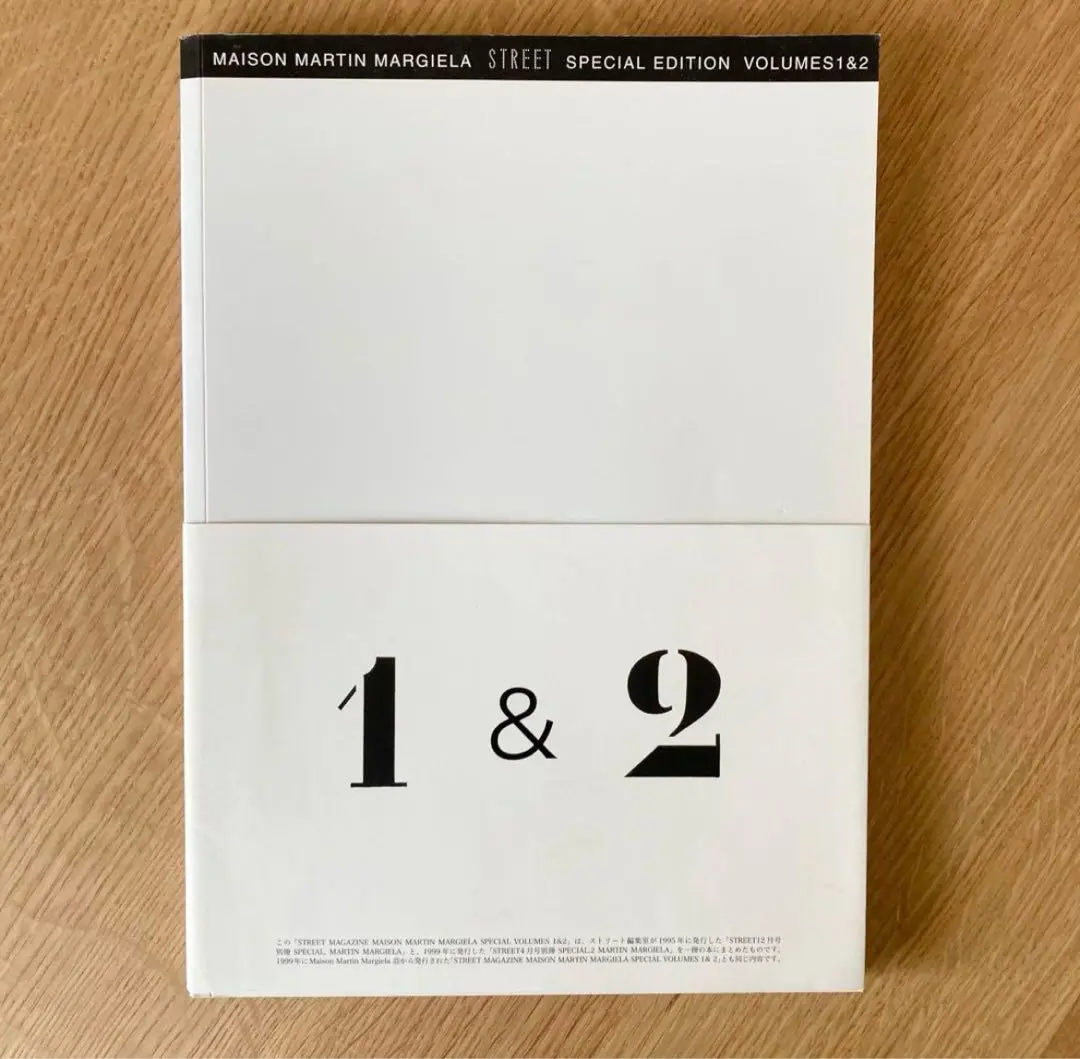 MAISON MARTIN MARGIELA STREET SPECIAL EDITION VOLUMES1&2
1 & 2
この「STREET MAGAZINE MAISON MARTIN MARGIELA SPECIAL VOLUMES 1&2」は、ストリート編集室が1995年に発行した「STREET12月号
別冊 SPECIAL MARTIN MARGIELA」と、1999年に発行した「STREET4月号別冊 SPECIAL2 MARTIN MARGIELA」を一冊の本にまとめたものです。
1999年にMaison Martin Margiela 箔から発行された「STREET MAGAZINE MAISON MARTIN MARGIELA SPECIAL VOLUMES 1& 2」とも同じ内容です。